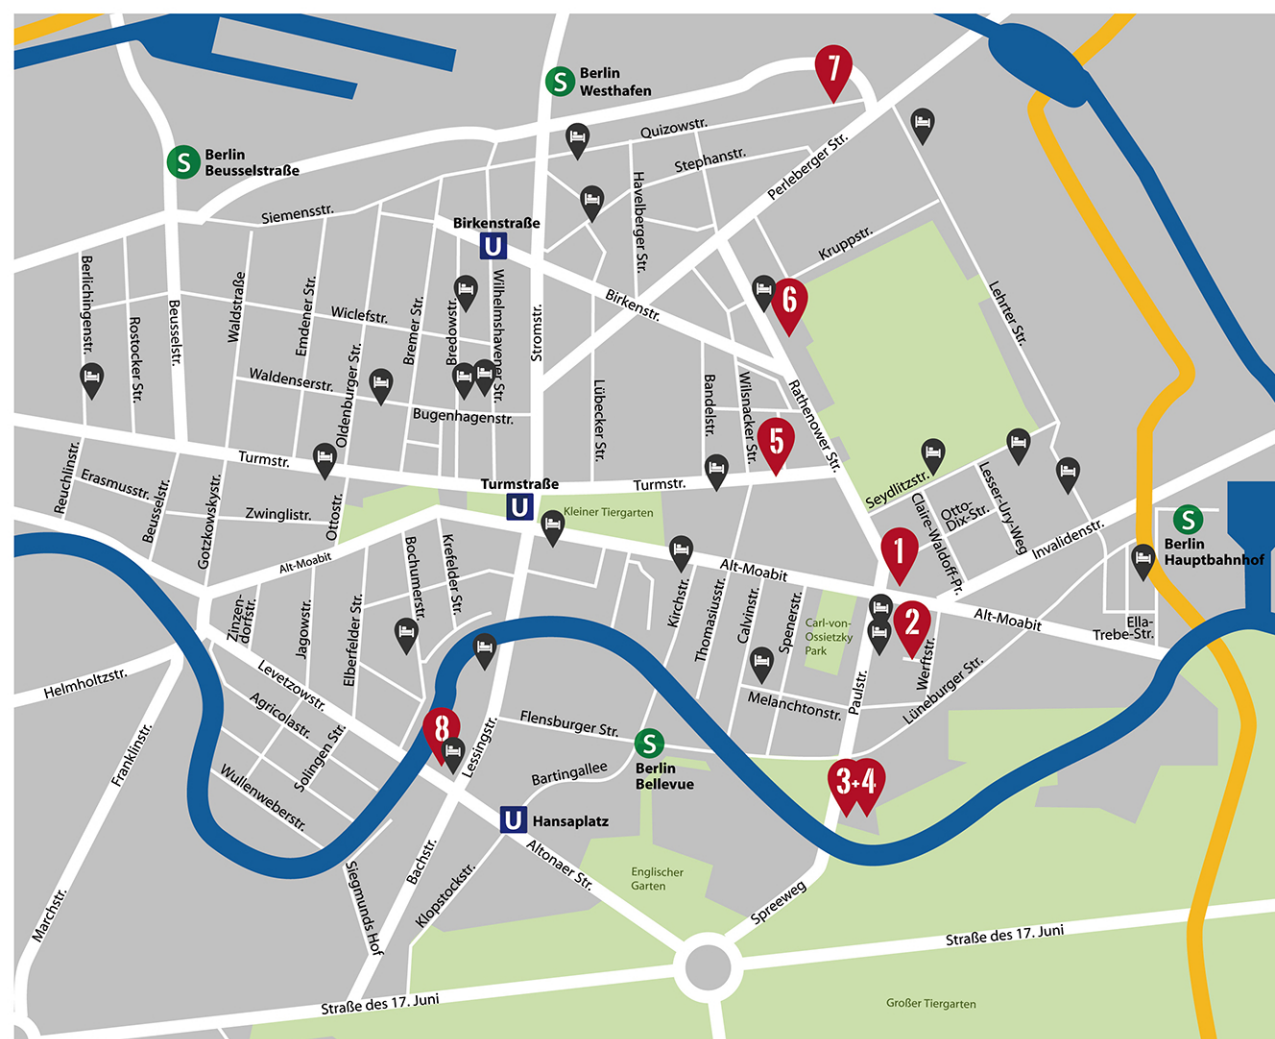 7
S Berlin
Westhafen
Quizowstr.
Stephanstr.
Perleberger Str.
S Berlin
Beusselstraße
Siemensstr.
Birkenstraße
U
Havelberger Str.
Kruppstr.
Berlichingenstr.
Rostocker Str.
Beusselstr.
Waldstraße
Emdener Str.
Wiclefstr.
Bremer Str.
Bredowstr.
Wilhelmshavener Str.
Stromstr.
Birkenstr.
6
Lehrter Str.
Waldenserstr.
Oldenburger Str.
Bugenhagenstr.
Lübecker Str.
Bandelstr.
Wilsnacker Str.
Rathenower Str.
5
Turmstr.
Reuchlinstr.
Erasmusstr.
Beusselstr.
Gotzkowskystr.
Zwinglistr.
Ottostr.
Turmstraße
U
Turmstr.
Kleiner Tiergarten
Seydlitzstr.
Claire-Waldoff-Pr.
Otto-
Dix-Str.
Lesser-Ury-Weg
Invalidenstr.
S
Berlin
Hauptbahnhof
1
Alt-Moabit
Bochumerstr.
Krefelder Str.
Kirchstr.
Alt-Moabit
Thomasiusstr.
Calvinstr.
Spenerstr.
Carl-von-
Ossietzky
Park
2
Alt-Moabit
Ella-
Trebe-Str.
Zinzen-
dorfstr.
Jagowstr.
Elberfelder Str.
Werftstr.
Paulstr.
Lüneburger Str.
Melanchtonstr.
Helmholtzstr.
Levetzowstr.
Agricolastr.
Solingen Str.
Wullenweberstr.
Franklinstr.
8
Lessingstr.
Flensburger Str.
S
Berlin
Bellevue
Bartingallee
3+4
U Hansaplatz
Altonaer Str.
Bachstr.
Klopstockstr.
Siegmunds Hof
Englischer
Garten
Spreeweg
Marchstr.
Straße des 17. Juni
Straße des 17. Juni
Großer Tiergarten